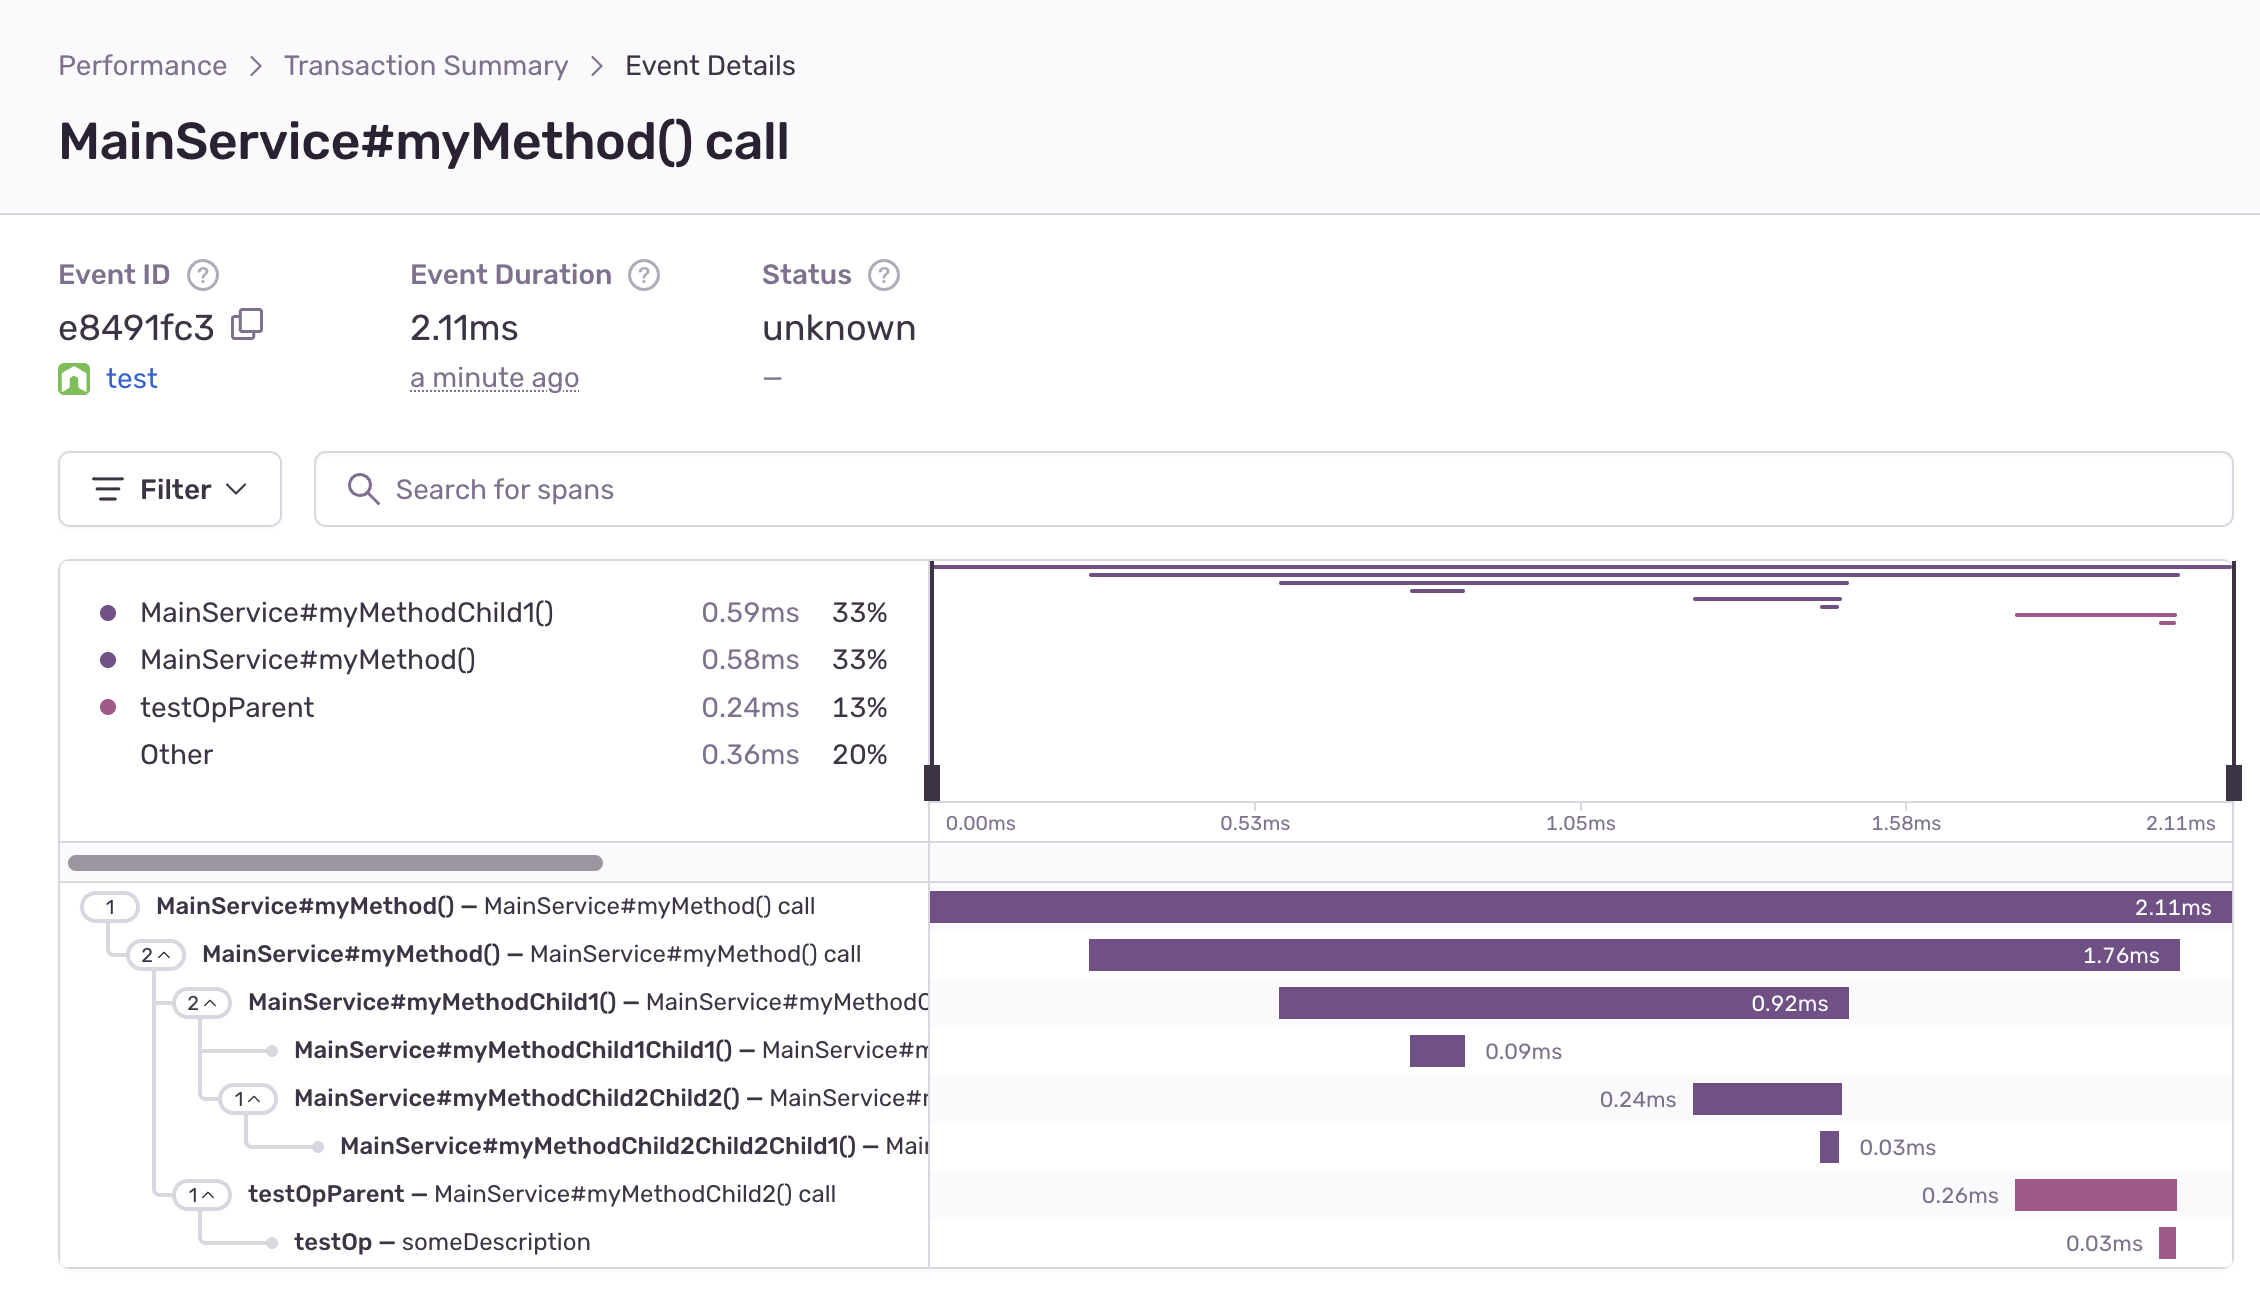 Performance > Transaction Summary > Event Details
MainService#myMethod() call
Event ID ? Event Duration ? Status ?
e8491fc3 2.11ms unknown
test a minute ago —
Filter Search for spans
MainService#myMethodChild1() 0.59ms 33%
MainService#myMethod() 0.58ms 33%
testOpParent 0.24ms 13%
Other 0.36ms 20%
0.00ms 0.53ms 1.05ms 1.58ms 2.11ms
1 MainService#myMethod() — MainService#myMethod() call 2.11ms
2 MainService#myMethod() — MainService#myMethod() call 1.76ms
2 MainService#myMethodChild1() — MainService#myMethodC 0.92ms
MainService#myMethodChild1Child1() — MainService#m 0.09ms
1 MainService#myMethodChild2Child2() — MainService#r 0.24ms
MainService#myMethodChild2Child2Child1() — Mai 0.03ms
1 testOpParent — MainService#myMethodChild2() call 0.26ms
testOp — someDescription 0.03ms